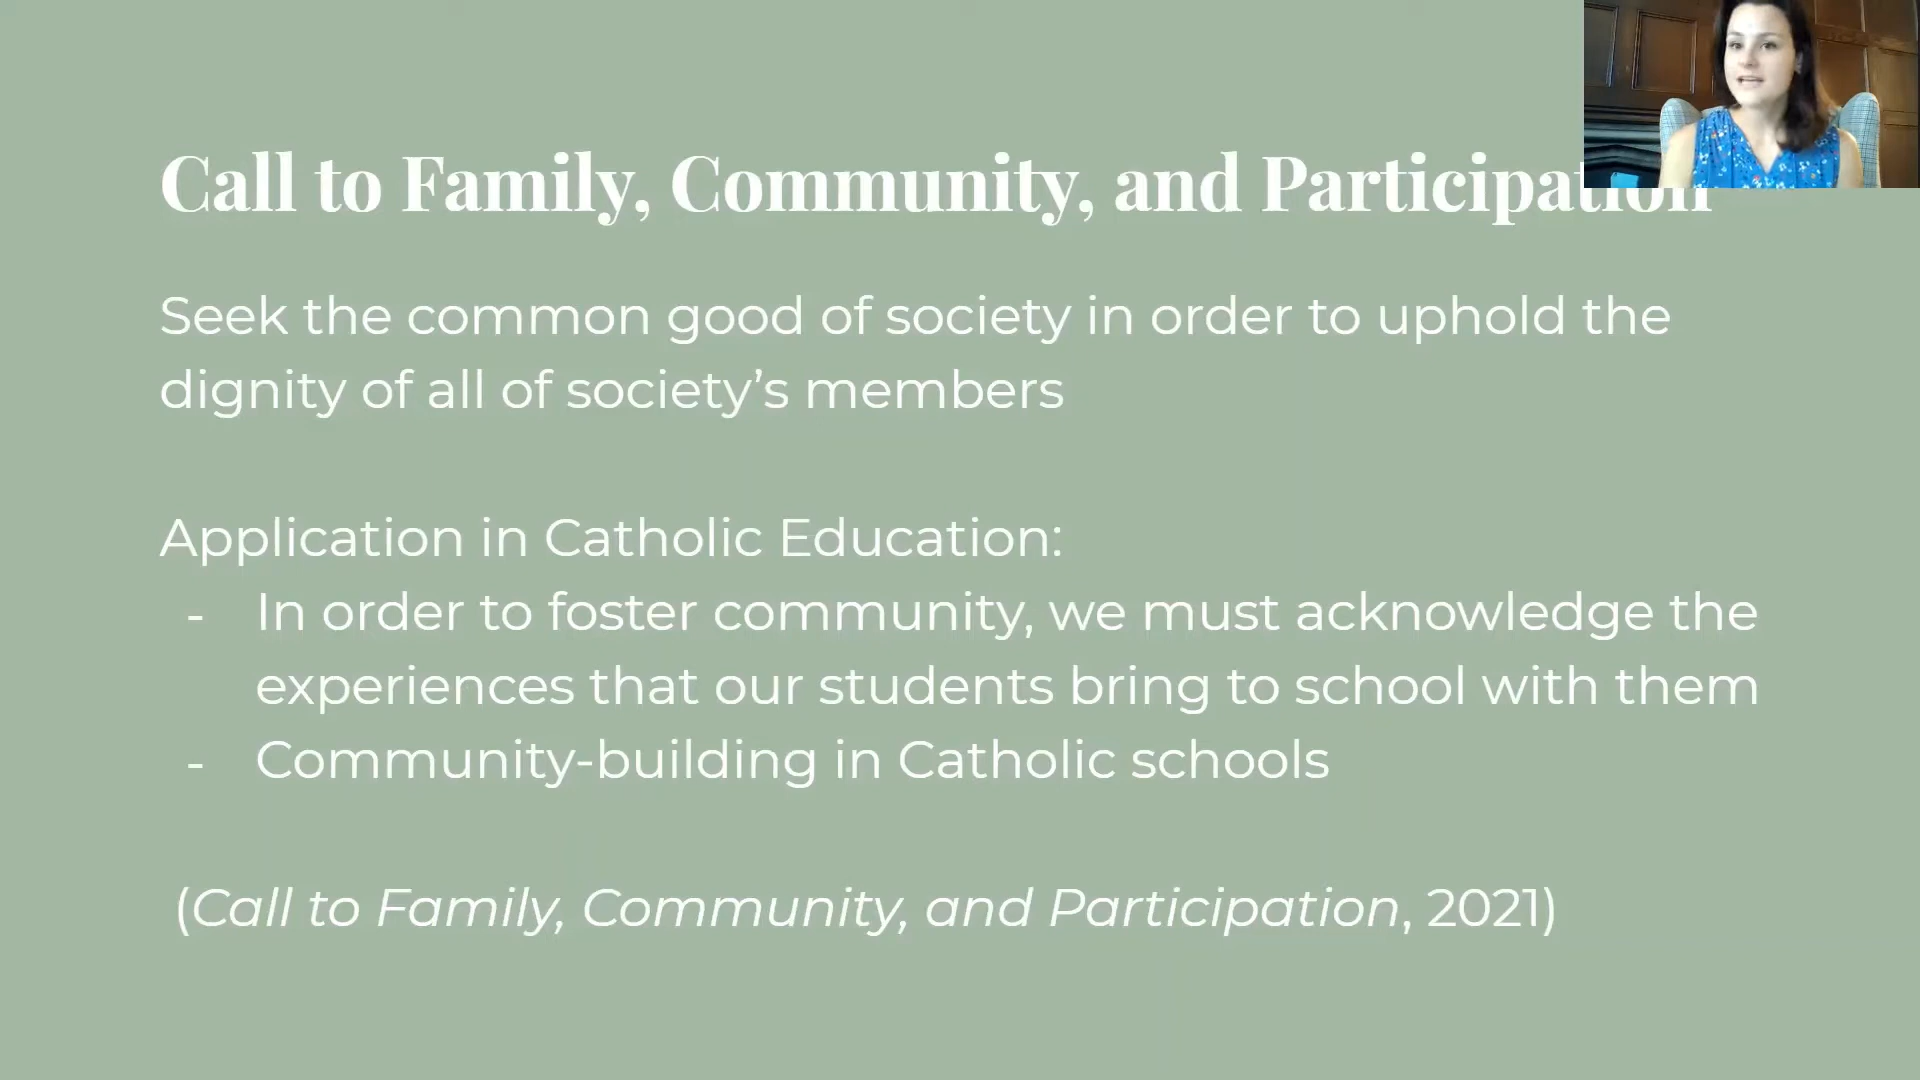 Call to Family, Community, and Participation
Seek the common good of society in order to uphold the
dignity of all of society’s members
Application in Catholic Education:
- In order to foster community, we must acknowledge the
experiences that our students bring to school with them
- Community-building in Catholic schools
(Call to Family, Community, and Participation, 2021)